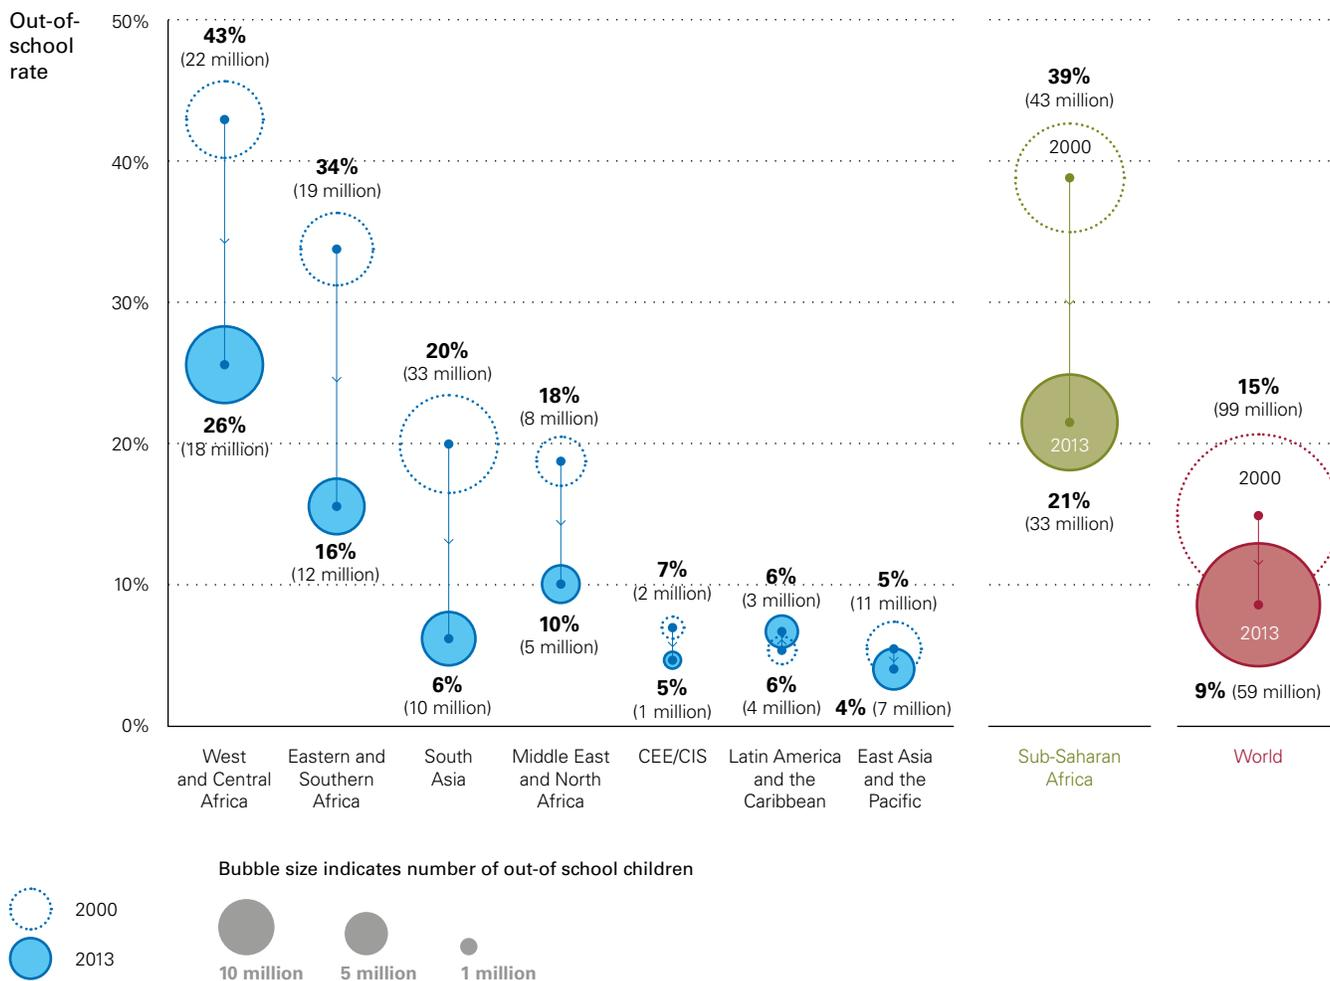 Out-of-
school
rate
50%
40%
30%
20%
10%
0%
43%
(22 million)
26%
(18 million)
34%
(19 million)
16%
(12 million)
20%
(33 million)
6%
(10 million)
18%
(8 million)
10%
(5 million)
7%
(2 million)
5%
(1 million)
6%
(3 million)
6%
(4 million)
5%
(11 million)
4% (7 million)
39%
(43 million)
2000
2013
21%
(33 million)
15%
(99 million)
2000
2013
9% (59 million)
West
and Central
Africa
Eastern and
Southern
Africa
South
Asia
Middle East
and North
Africa
CEE/CIS
Latin America
and the
Caribbean
East Asia
and the
Pacific
Sub-Saharan
Africa
World
2000
2013
Bubble size indicates number of out-of school children
10 million
5 million
1 million